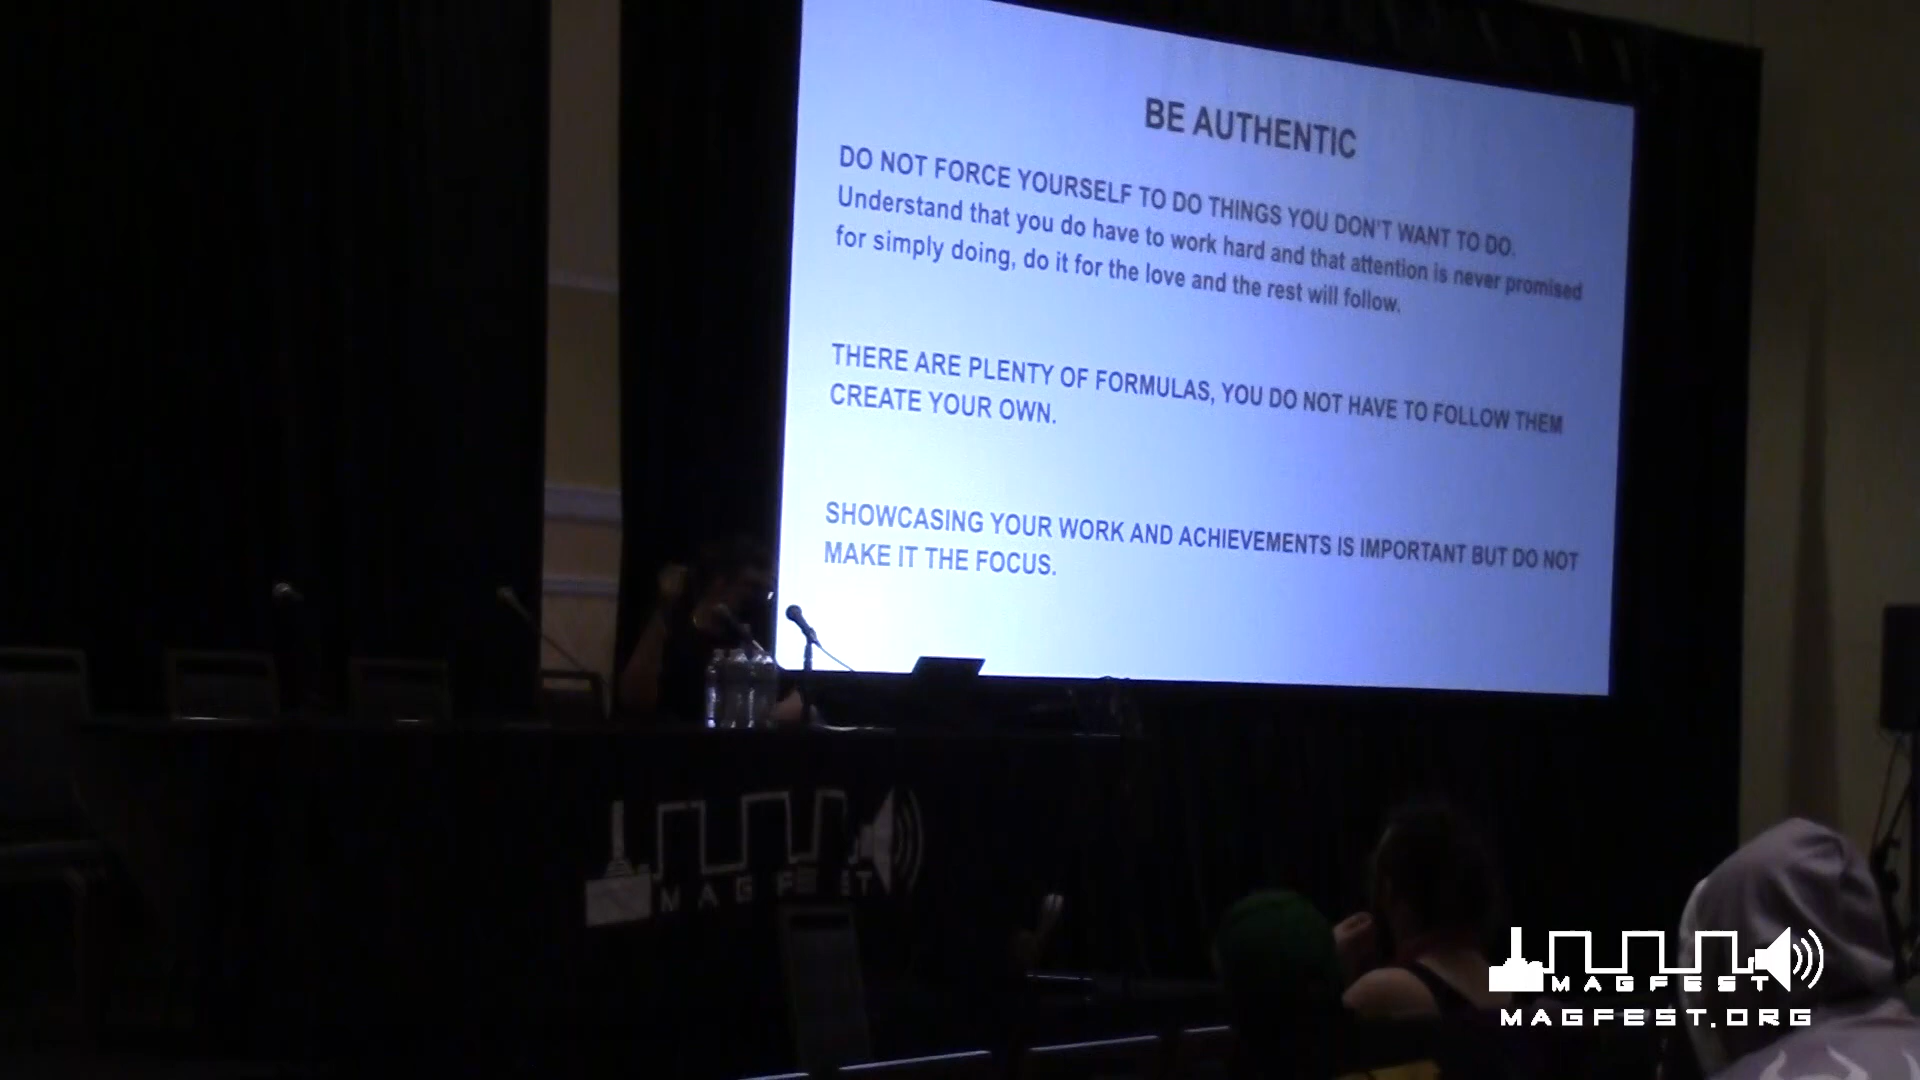 BE AUTHENTIC
DO NOT FORCE YOURSELF TO DO THINGS YOU DON'T WANT TO DO.
Understand that you do have to work hard and that attention is never promised
for simply doing, do it for the love and the rest will follow.
THERE ARE PLENTY OF FORMULAS, YOU DO NOT HAVE TO FOLLOW THEM
CREATE YOUR OWN.
SHOWCASING YOUR WORK AND ACHIEVEMENTS IS IMPORTANT BUT DO NOT
MAKE IT THE FOCUS.
MAGFEST
MAGFEST
MAGFEST.ORG